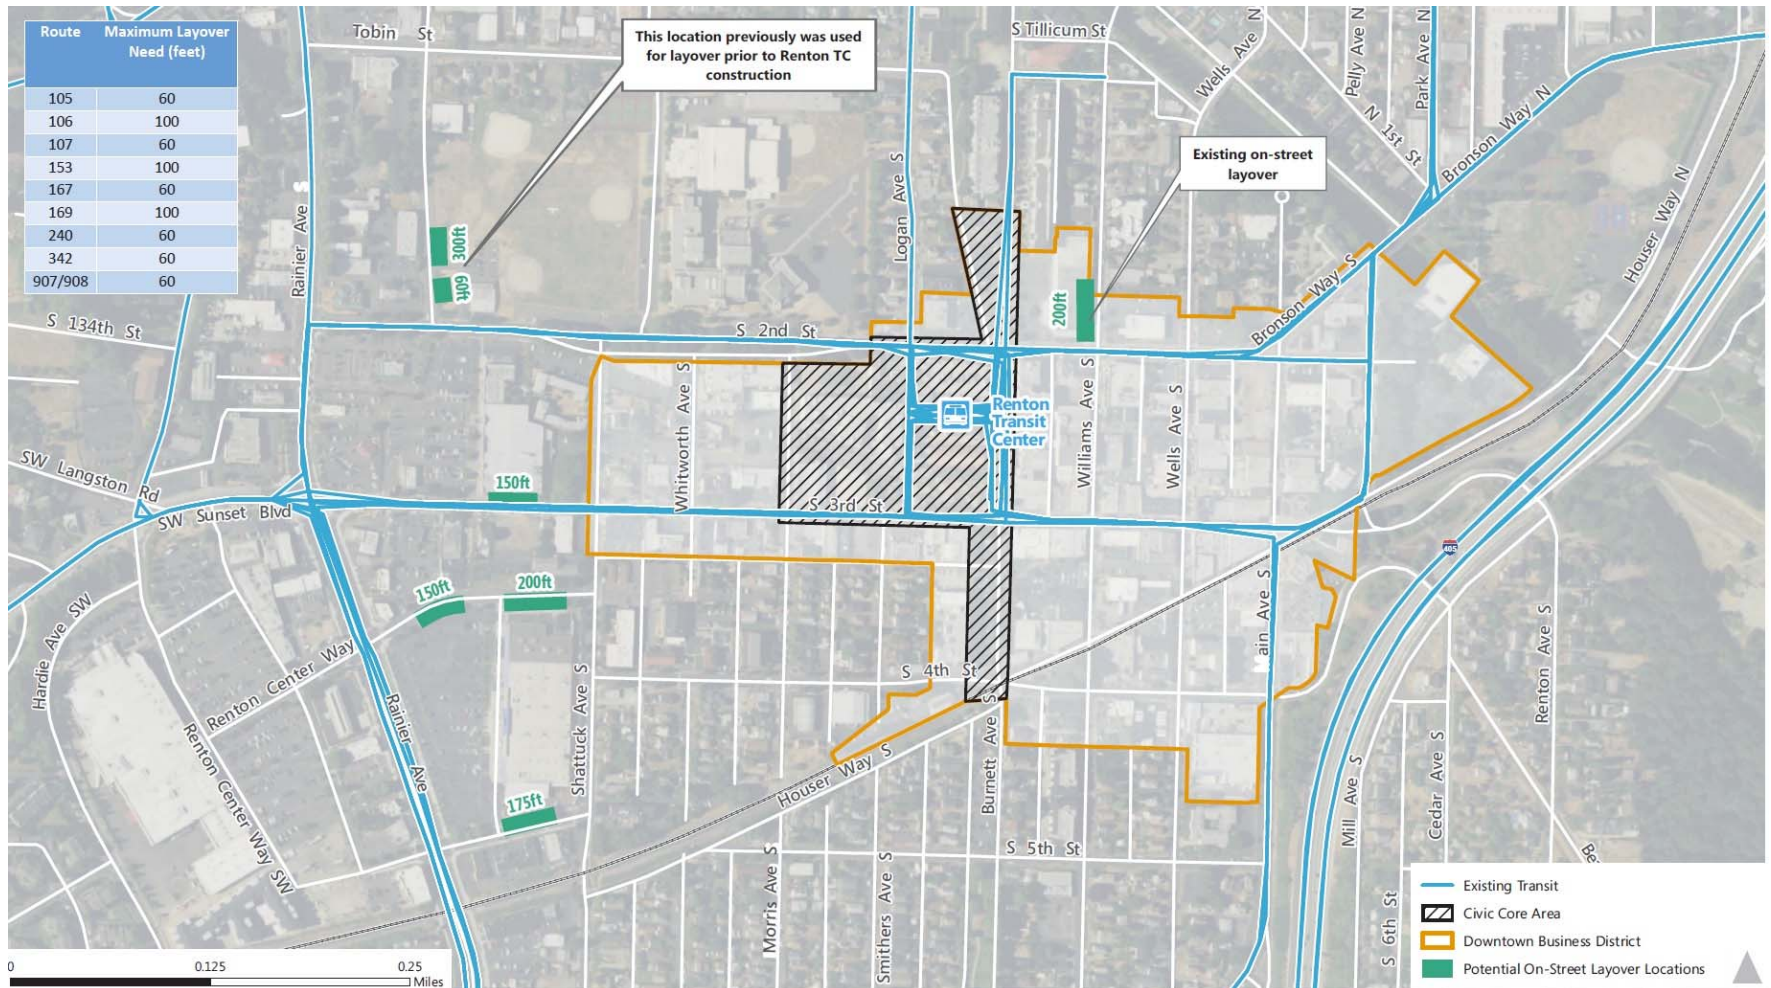 Route Maximum Layover
Need (feet)
105 60
106 100
107 60
153 100
167 60
169 100
240 60
342 60
907/908 60
Tobin St
This location previously was used
for layover prior to Renton TC
construction
S Tillicum St
Wells Ave N
Pelly Ave N
Park Ave N
N 1st St
Bronson Way N
Houser Way N
Existing on-street
layover
Rainier Ave S
Logan Ave S
300ft
60ft
200ft
Bronson Way S
S 134th St
S 2nd St
Whitworth Ave S
Renton
Transit
Center
Williams Ave S
Wells Ave S
SW Langston Rd
SW Sunset Blvd
150ft
S 3rd St
405
150ft
200ft
Hardie Ave SW
Renton Center Way
Renton Center Way SW
Rainier Ave
Shattuck Ave S
S 4th St
Main Ave S
Renton Ave S
Houser Way S
Burnett Ave S
175ft
Mill Ave S
Cedar Ave S
S 5th St
Morris Ave S
Smithers Ave S
S 6th St
Existing Transit
Civic Core Area
Downtown Business District
Potential On-Street Layover Locations
0 0.125 0.25
Miles